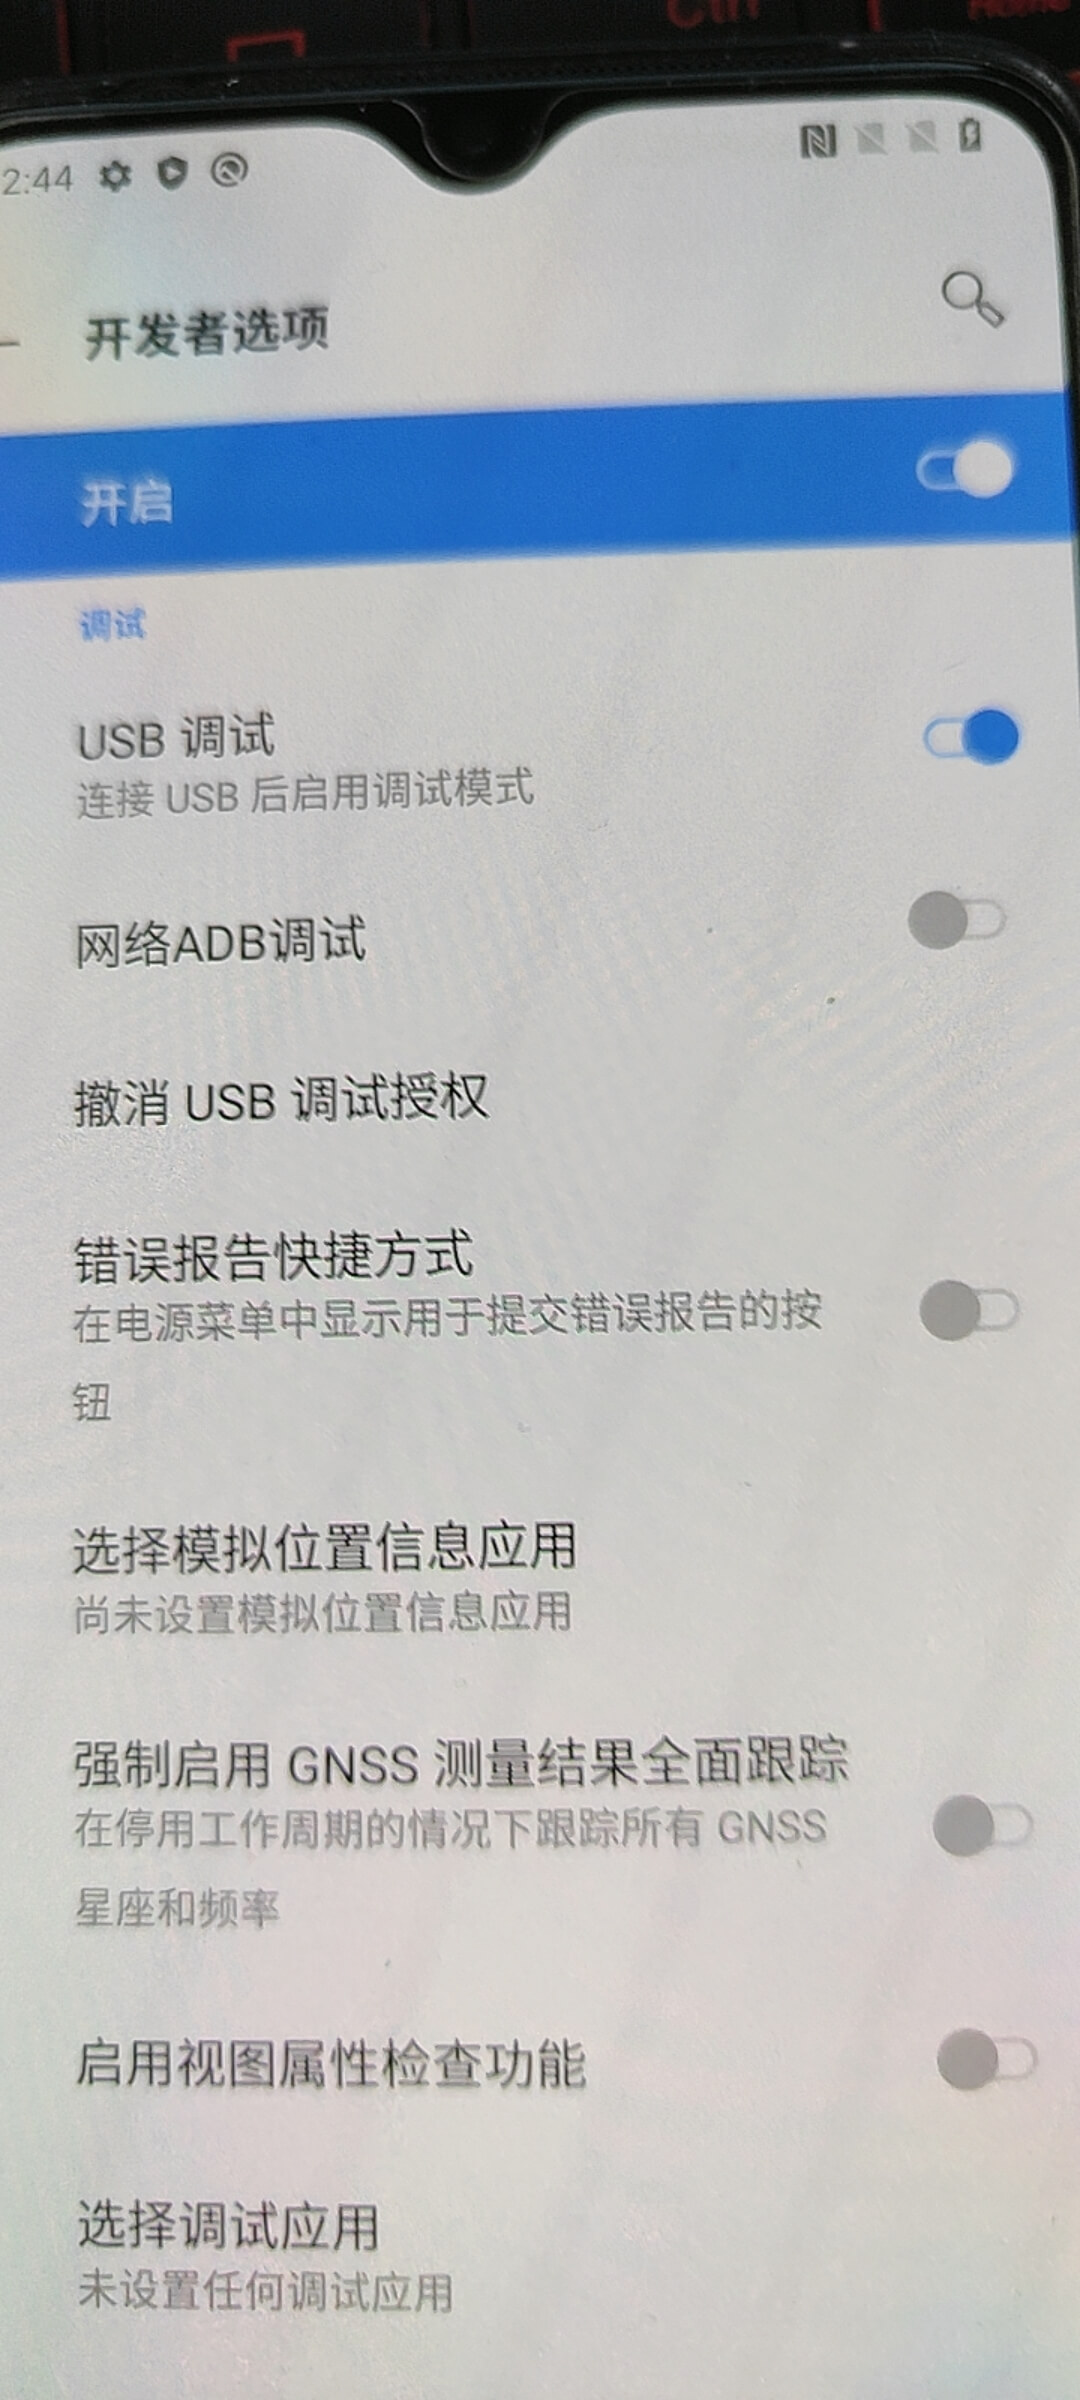 Ctrl
Home
2:44
开发者选项
开启
调试
USB 调试
连接 USB 后启用调试模式
网络ADB调试
撤消 USB 调试授权
错误报告快捷方式
在电源菜单中显示用于提交错误报告的按
钮
选择模拟位置信息应用
尚未设置模拟位置信息应用
强制启用 GNSS 测量结果全面跟踪
在停用工作周期的情况下跟踪所有 GNSS
星座和频率
启用视图属性检查功能
选择调试应用
未设置任何调试应用